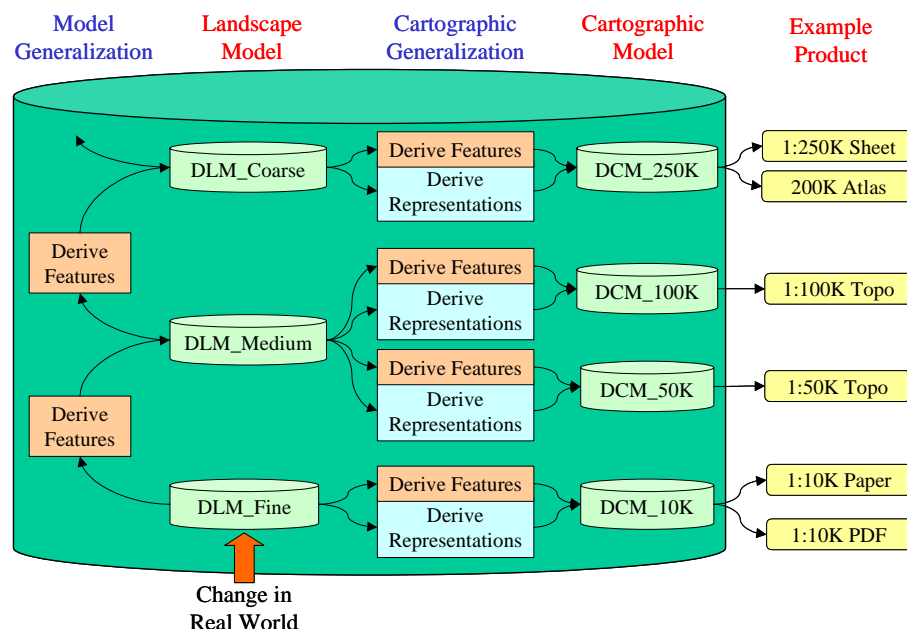 Model
Generalization
Landscape
Model
Cartographic
Generalization
Cartographic
Model
Example
Product
DLM_Coarse
Derive Features
Derive
Representations
DCM_250K
1:250K Sheet
200K Atlas
Derive
Features
DLM_Medium
Derive Features
Derive
Representations
DCM_100K
1:100K Topo
Derive Features
Derive
Representations
DCM_50K
1:50K Topo
Derive
Features
DLM_Fine
Derive Features
Derive
Representations
DCM_10K
1:10K Paper
1:10K PDF
Change in
Real World